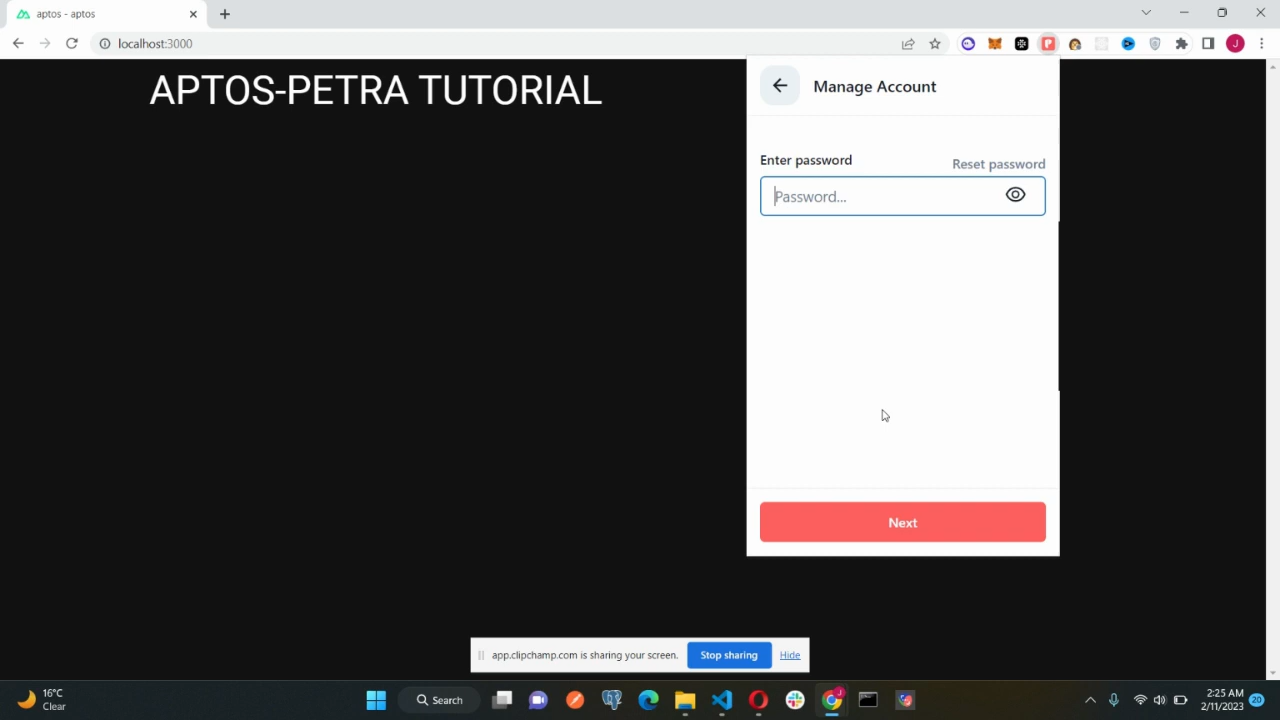 aptos - aptos
localhost:3000
J
APTOS-PETRA TUTORIAL
Manage Account
Enter password
Reset password
Password...
Next
app.clipchamp.com is sharing your screen.
Stop sharing
Hide
16°C
Clear
Search
J
2:25 AM
2/11/2023
20